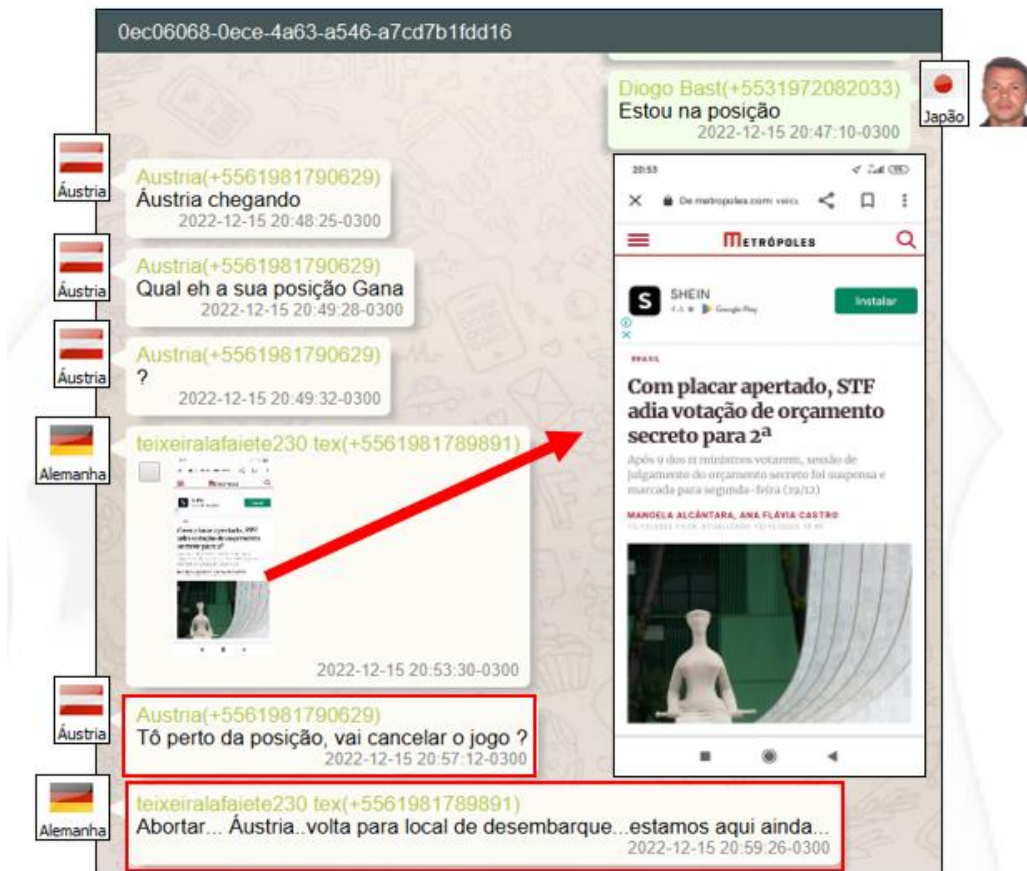 0ec06068-0ece-4a63-a546-a7cd7b1fdd16
Diogo Bast(+5531972082033)
Estou na posição
2022-12-15 20:47:10-0300
Japão
Áustria
Austria(+5561981790629)
Áustria chegando
2022-12-15 20:48:25-0300
Áustria
Austria(+5561981790629)
Qual eh a sua posição Gana
2022-12-15 20:49:28-0300
Áustria
Austria(+5561981790629)
?
2022-12-15 20:49:32-0300
Alemanha
teixeiralafaiete230 tex(+5561981789891)
2022-12-15 20:53:30-0300
20:53
De metropoles.com:
METRÓPOLES
S
SHEIN
Google Play
Instalar
BRASIL
Com placar apertado, STF
adia votação de orçamento
secreto para 2ª
Após 9 dos 11 ministros votarem, sessão de
julgamento do orçamento secreto foi suspensa e
marcada para segunda-feira (19/12)
MANOELA ALCÂNTARA, ANA FLÁVIA CASTRO
Áustria
Austria(+5561981790629)
Tô perto da posição, vai cancelar o jogo ?
2022-12-15 20:57:12-0300
Alemanha
teixeiralafaiete230 tex(+5561981789891)
Abortar... Áustria..volta para local de desembarque...estamos aqui ainda...
2022-12-15 20:59:26-0300